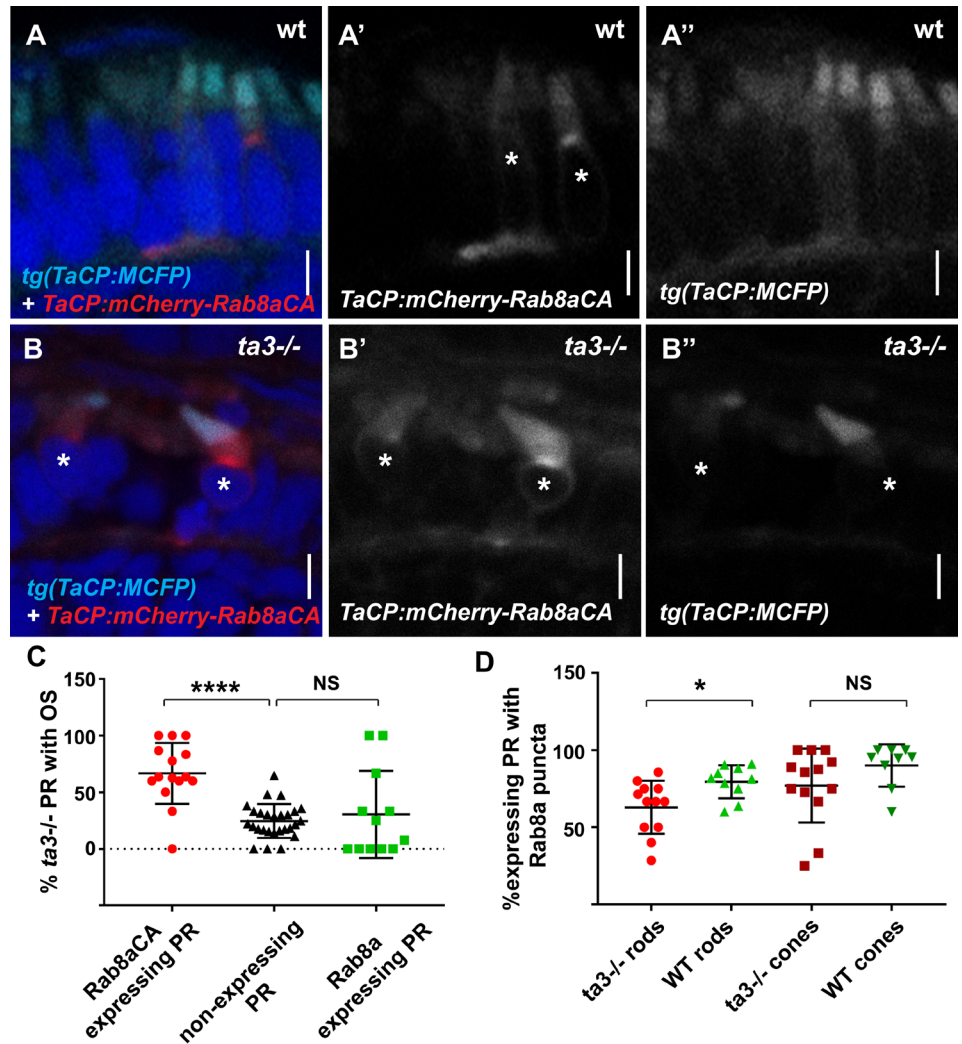 A wt
A' wt
A" wt
tg(TaCP:MCFP)
+ TaCP:mCherry-Rab8aCA
TaCP:mCherry-Rab8aCA
tg(TaCP:MCFP)
*
*
B ta3-/-
B' ta3-/-
B" ta3-/-
*
*
*
*
*
*
tg(TaCP:MCFP)
+ TaCP:mCherry-Rab8aCA
TaCP:mCherry-Rab8aCA
tg(TaCP:MCFP)
C
% ta3-/- PR with OS
150
100
50
0
****
NS
Rab8aCA
expressing PR
non-expressing
PR
Rab8a
expressing PR
D
%expressing PR with
Rab8a puncta
150
100
50
*
NS
ta3-/- rods
WT rods
ta3-/- cones
WT cones